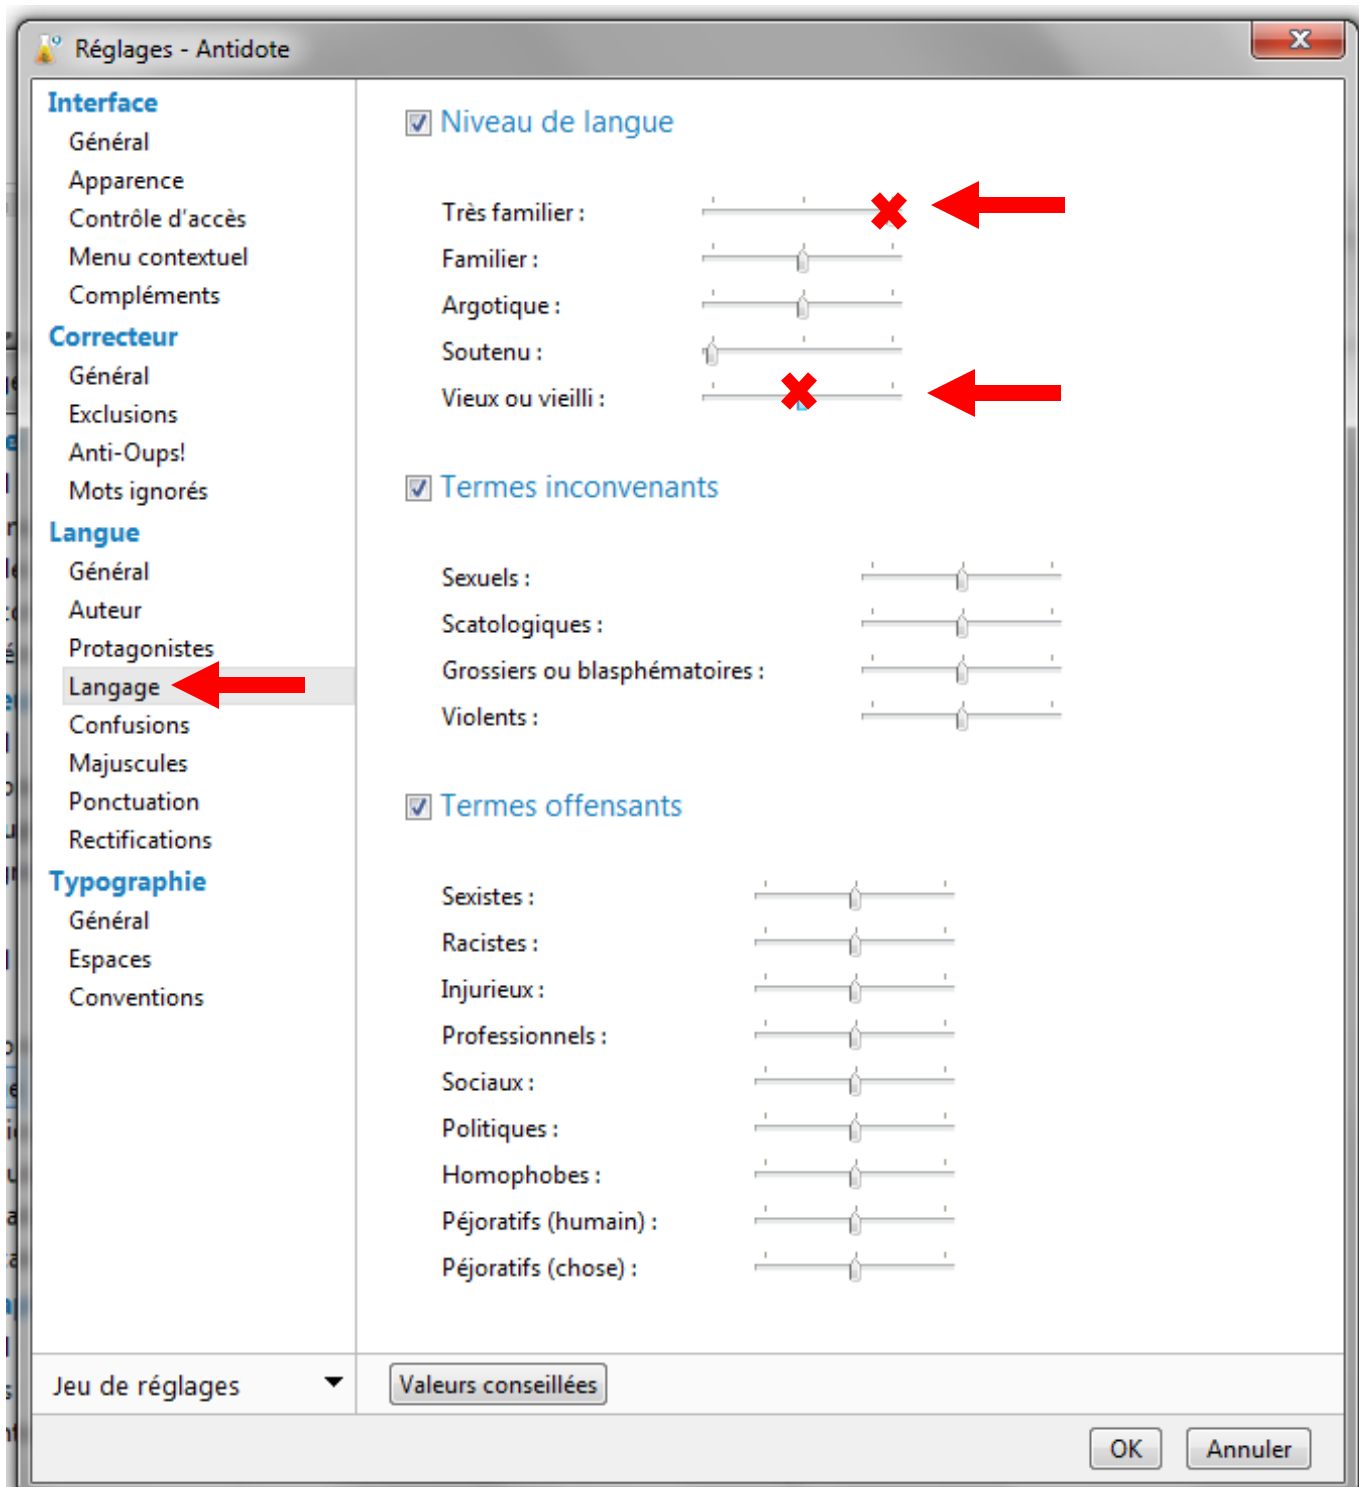 Réglages - Antidote
Interface
Général
Apparence
Contrôle d'accès
Menu contextuel
Compléments
Correcteur
Général
Exclusions
Anti-Oups!
Mots ignorés
Langue
Général
Auteur
Protagonistes
Langage
Confusions
Majuscules
Ponctuation
Rectifications
Typographie
Général
Espaces
Conventions
Jeu de réglages
Niveau de langue
Très familier :
Familier :
Argotique :
Soutenu :
Vieux ou vieilli :
Termes inconvenants
Sexuels :
Scatologiques :
Grossiers ou blasphématoires :
Violents :
Termes offensants
Sexistes :
Racistes :
Injurieux :
Professionnels :
Sociaux :
Politiques :
Homophobes :
Péjoratifs (humain) :
Péjoratifs (chose) :
Valeurs conseillées
OK
Annuler